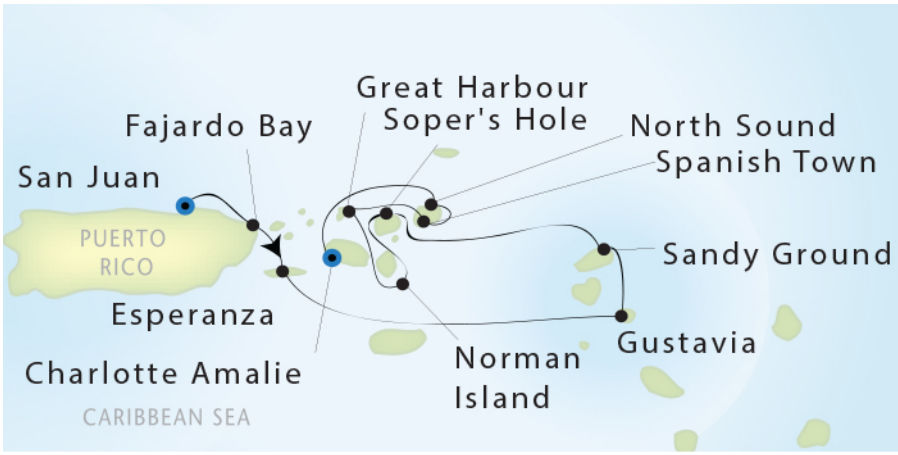 Great Harbour
Soper's Hole
Fajardo Bay
North Sound
Spanish Town
San Juan
PUERTO
RICO
Sandy Ground
Esperanza
Gustavia
Charlotte Amalie
Norman
Island
CARIBBEAN SEA